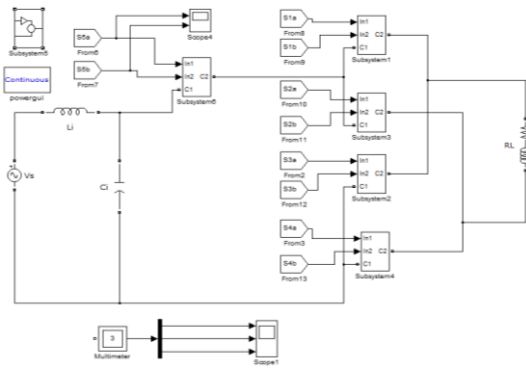 Subsystem5
Continuous
powergui
S5a
From6
S5b
From7
Scope4
In1
In2
C1
C2
Subsystem6
Li
Vs
Ci
S1a
From8
S1b
From9
In1
In2
C1
C2
Subsystem1
S2a
From10
S2b
From11
In1
In2
C1
C2
Subsystem3
S3a
From2
S3b
From12
In1
In2
C1
C2
Subsystem2
S4a
From3
S4b
From13
In1
In2
C1
C2
Subsystem4
RL
3
Multimeter
Scope1